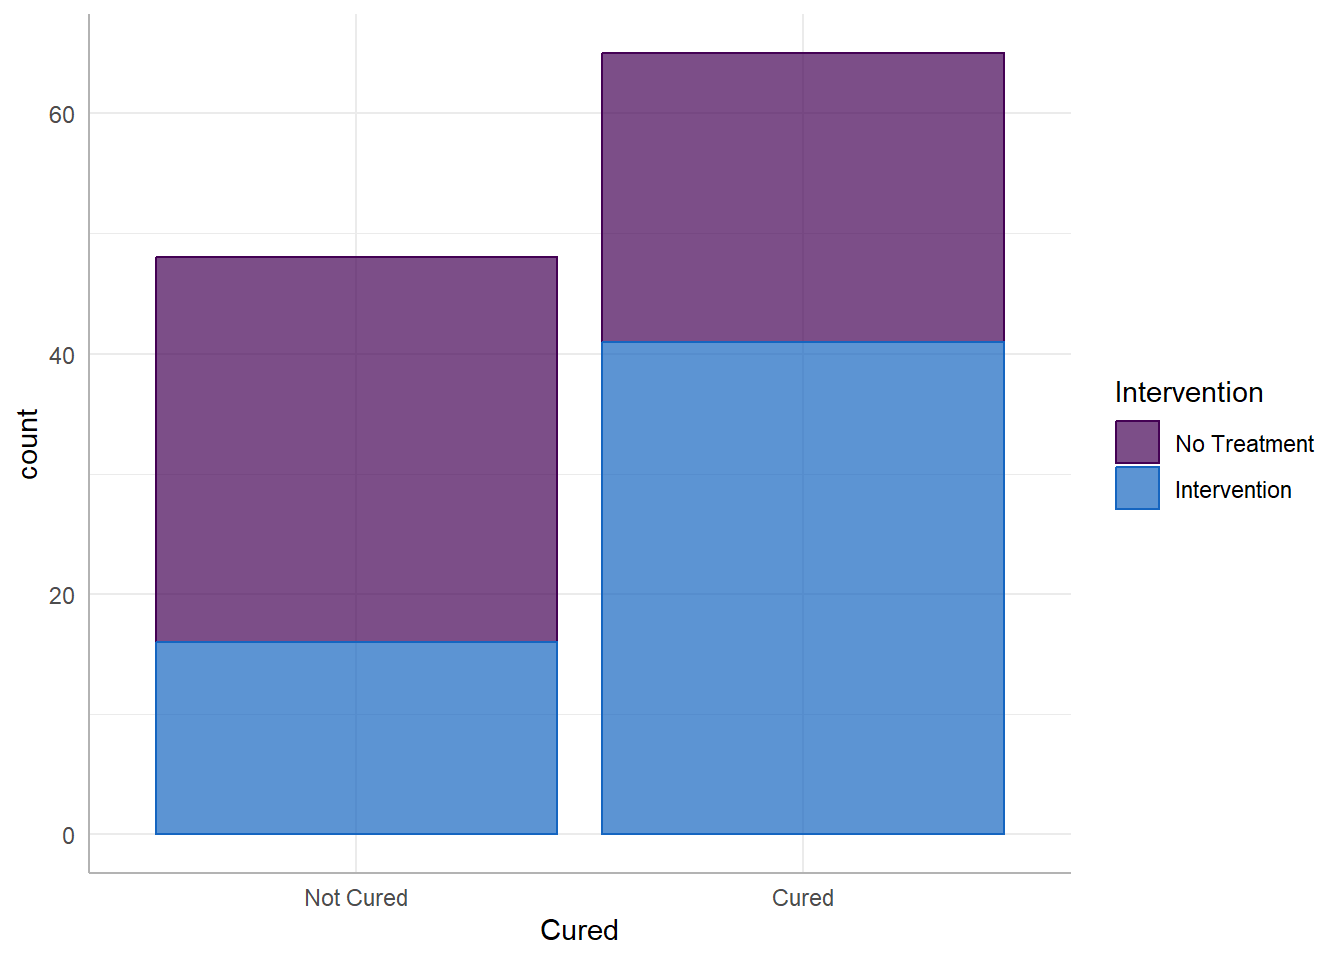 60
40
20
0
count
Not Cured
Cured
Cured
Intervention
No Treatment
Intervention